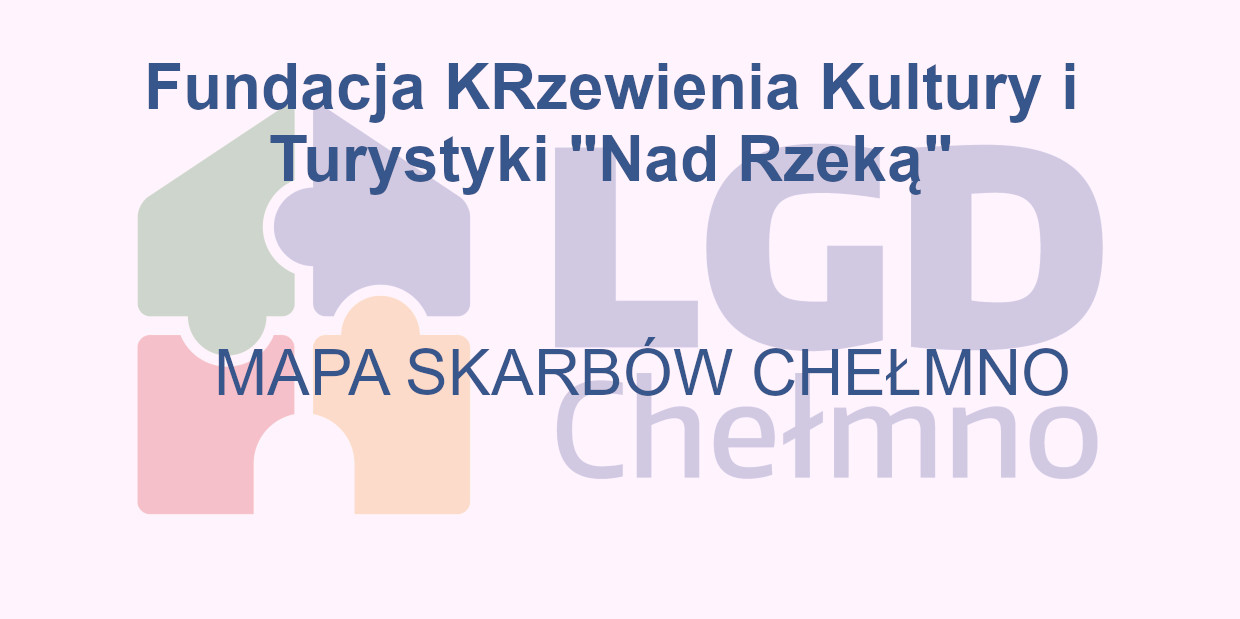 Fundacja KRzewienia Kultury i
Turystyki "Nad Rzeką"
LGD
MAPA SKARBÓW CHEŁMNO
Chełmno